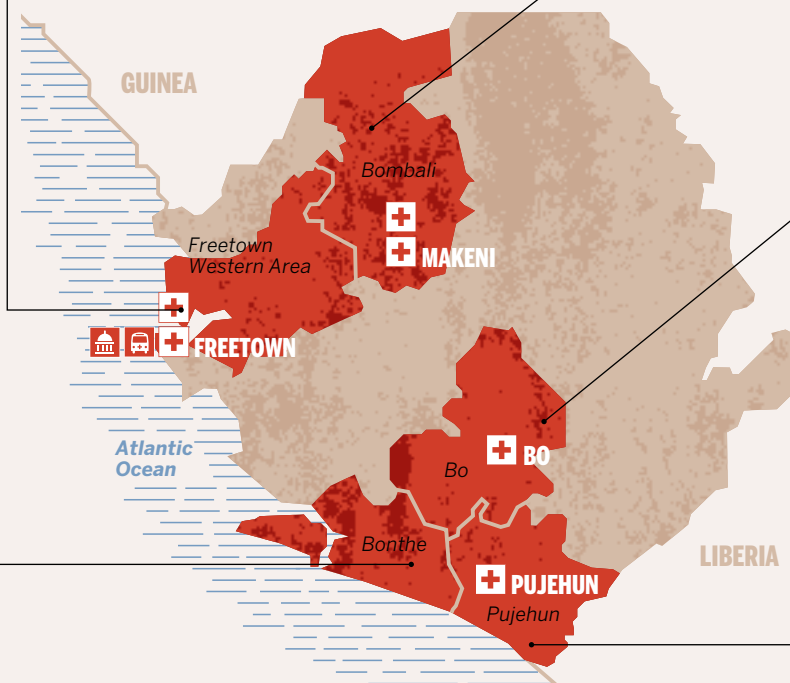 GUINEA
Bombali
Freetown
Western Area
MAKENI
FREETOWN
Atlantic
Ocean
BO
Bo
Bonthe
LIBERIA
PUJEHUN
Pujehun